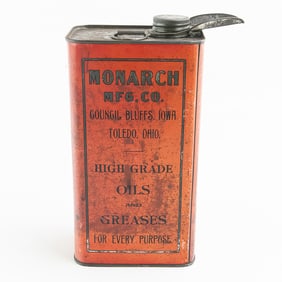 MONARCH
MFG. CO.
COUNCIL BLUFFS, IOWA
TOLEDO, OHIO.
HIGH GRADE
OILS
AND
GREASES
FOR EVERY PURPOSE